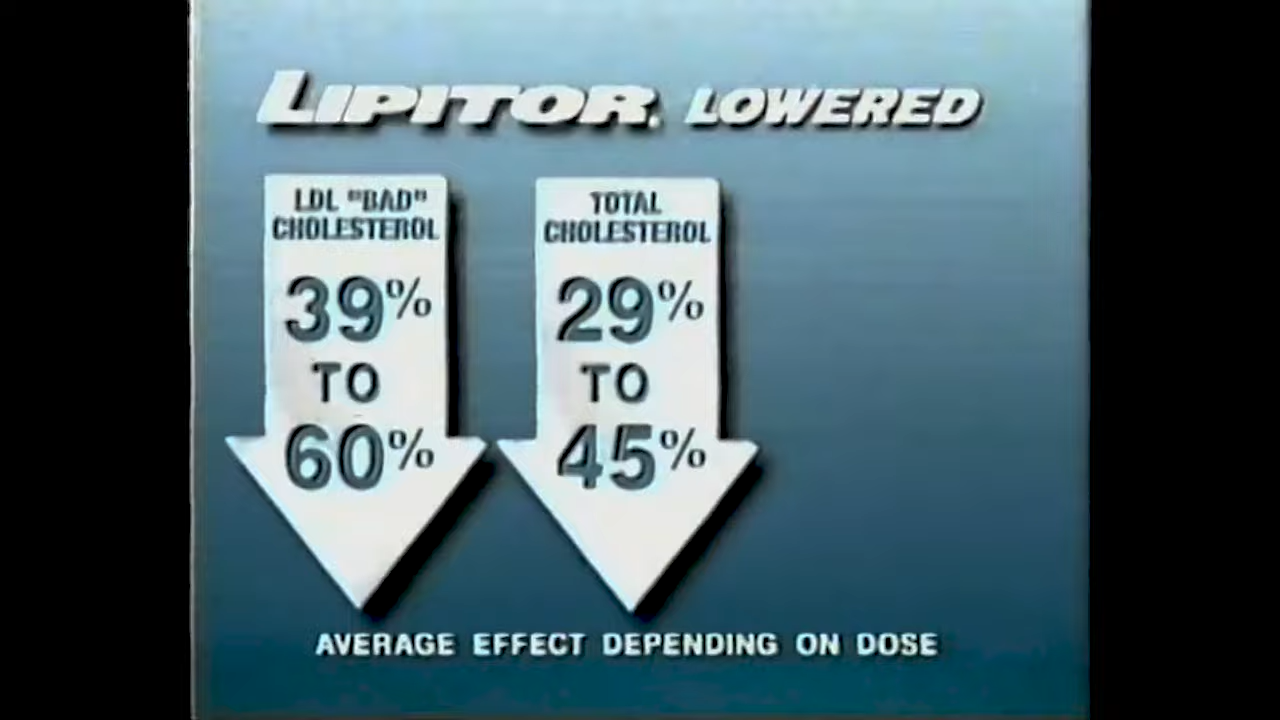 LIPITOR® LOWERED
LDL "BAD"
CHOLESTEROL
39%
TO
60%
TOTAL
CHOLESTEROL
29%
TO
45%
AVERAGE EFFECT DEPENDING ON DOSE